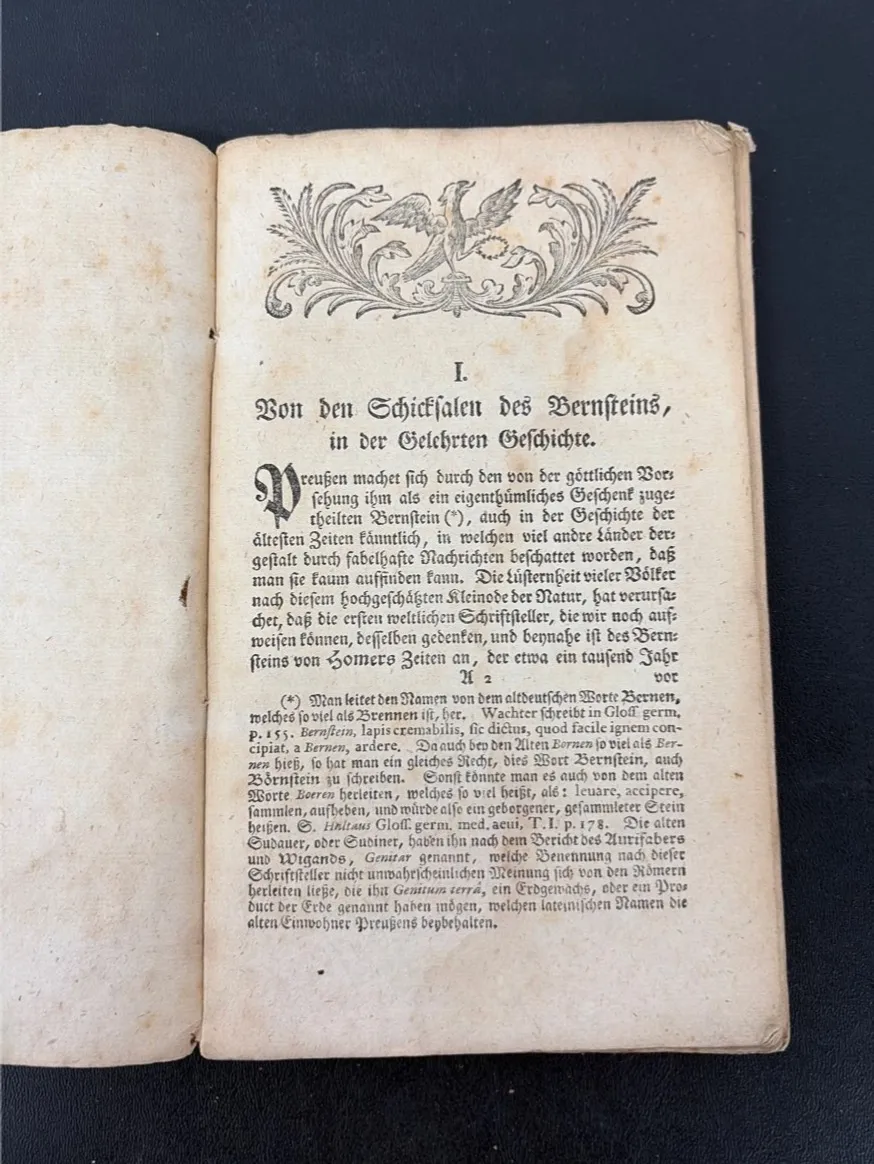 I.
Von den Schickſalen des Bernſteins,
in der Gelehrten Geſchichte.
Preußen machet ſich durch den von der göttlichen Vor⸗
ſehung ihm als ein eigenthümliches Geſchenk zuge⸗
theilten Bernſtein (*), auch in der Geſchichte der
älteſten Zeiten känntlich, in welchen viel andre Länder der⸗
geſtalt durch fabelhafte Nachrichten beſchattet worden, daß
man ſie kaum auffinden kann. Die Lüſternheit vieler Völker
nach dieſem hochgeſchäßten Kleinode der Natur, hat verurſa⸗
chet, daß die erſten weltlichen Schriftſteller, die wir noch auf⸗
weiſen können, deſſelben gedenken, und beynahe iſt des Bern⸗
ſteins von Homers Zeiten an, der etwa ein tauſend Jahr
A 2 vor
(*) Man leitet den Namen von dem altdeutſchen Worte Bernen,
welches ſo viel als Brennen iſt, her. Wachter ſchreibt in Gloſſ. germ.
p. 155. Bernſtein, lapis cremabilis, ſic dictus, quod facile ignem con-
cipiat, a Bernen, ardere. Da auch bey den Alten Bornen ſo viel als Ber-
nen hieß, ſo hat man ein gleiches Recht, dies Wort Bernſtein, auch
Börnſtein zu ſchreiben. Sonſt könnte man es auch von dem alten
Worte Boeren herleiten, welches ſo viel heißt, als: leuare, accipere,
ſammlen, aufheben, und würde alſo ein geborgener, geſammleter Stein
heißen. S. Haltaus Gloſſ. germ. med. aeui, T. I. p. 178. Die alten
Sudauer, oder Sudiner, haben ihn nach dem Bericht des Aurifabers
und Wigands, Genitar genannt, welche Benennung nach dieſer
Schriftſteller nicht unwahrſcheinlichen Meinung ſich von den Römern
herleiten ließe, die ihn Genitum terrâ, ein Erdgewächs, oder ein Pro⸗
duct der Erde genannt haben mögen, welchen lateiniſchen Namen die
alten Einwohner Preußens beybehalten.